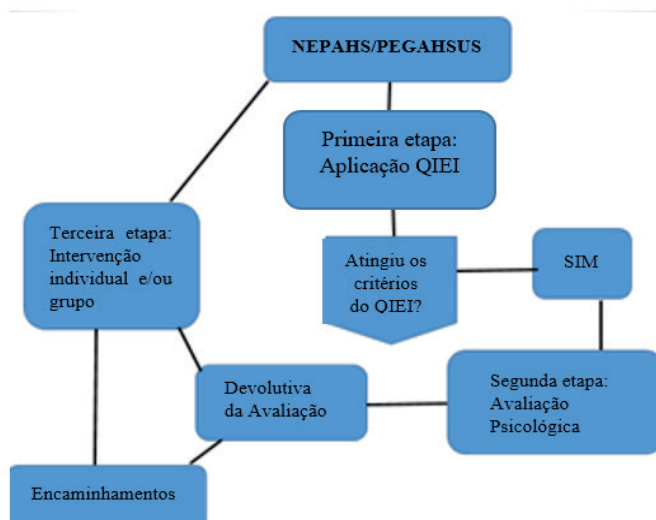 NEPAHS/PEGAHSUS
Primeira etapa:
Aplicação QIEI
Terceira etapa:
Intervenção
individual e/ou
grupo
Atingiu os
critérios
do QIEI?
SIM
Devolutiva
da Avaliação
Segunda etapa:
Avaliação
Psicológica
Encaminhamentos